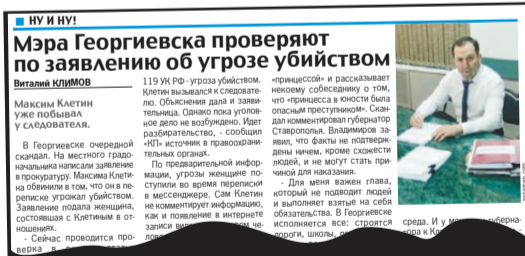 НУ И НУ!
Мэра Георгиевска проверяют
по заявлению об угрозе убийством
Виталий КЛИМОВ
Максим Клетин
уже побывал
у следователя.
В Георгиевске очередной
скандал. На местного градо-
начальника написали заявление
в прокуратуру. Максима Клети-
на обвинили в том, что он в пе-
реписке угрожал убийством.
Заявление подала женщина,
состоявшая с Клетиным в от-
ношениях.
- Сейчас проводится про-
верка в
119 УК РФ - угроза убийством.
Клетин вызывался к следовате-
лю. Объяснения дала и заяви-
тельница. Однако пока уголов-
ное дело не возбуждено. Идет
разбирательство, - сообщил
«КП» источник в правоохрани-
тельных органах.
По предварительной инфор-
мации, угрозы женщине по-
ступили во время переписки
в мессенджере. Сам Клетин
не комментирует информацию,
как и появление в интернете
записи
«принцессой» и рассказывает
некоему собеседнику о том,
что «принцесса в юности была
опасным преступником». Скан-
дал комментировал губернатор
Ставрополья. Владимиров за-
явил, что факты не подтверж-
дены ничем, кроме схожести
людей, и не могут стать при-
чиной для наказания.
- Для меня важен глава,
который не подводит людей
и выполняет взятые на себя
обязательства. В Георгиевске
исполняется все: строятся
дороги, школы,
среда. И у